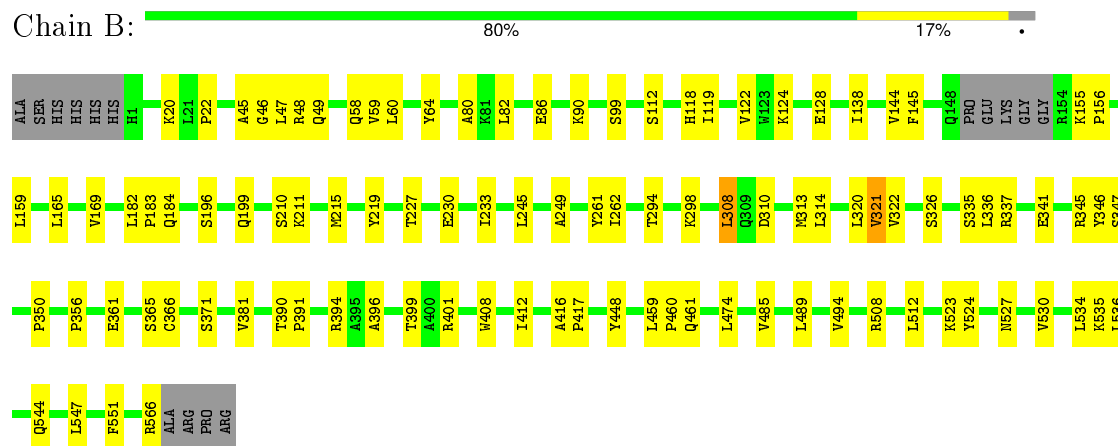 Chain B:
80% 17% •
ALA SER HIS HIS HIS HIS H1 K20 L21 P22 A45 G46 L47 R48 Q49 Q58 V59 L60 Y64 A80 K81 L82 E86 K90 S99 S112 H118 I119 V122 W123 K124 E128 I138 V144 F145 Q148 PRO GLU LYS GLY GLY R154 K155 P156
L159 L165 V169 L182 P183 Q184 S196 Q199 S210 K211 M215 Y219 T227 E230 I233 L245 A249 Y261 I262 T294 K298 L308 Q309 D310 M313 L314 L320 V321 V322 S326 S335 L336 R337 E341 R345 Y346 S347
P350 P356 E361 S365 C366 S371 V381 T390 P391 R394 A395 A396 T399 A400 R401 W408 I412 A416 P417 Y448 L459 P460 Q461 L474 V485 L489 V494 R508 L512 K523 Y524 N527 V530 L534 K535 L536
Q544 L547 F551 R566 ALA ARG PRO ARG